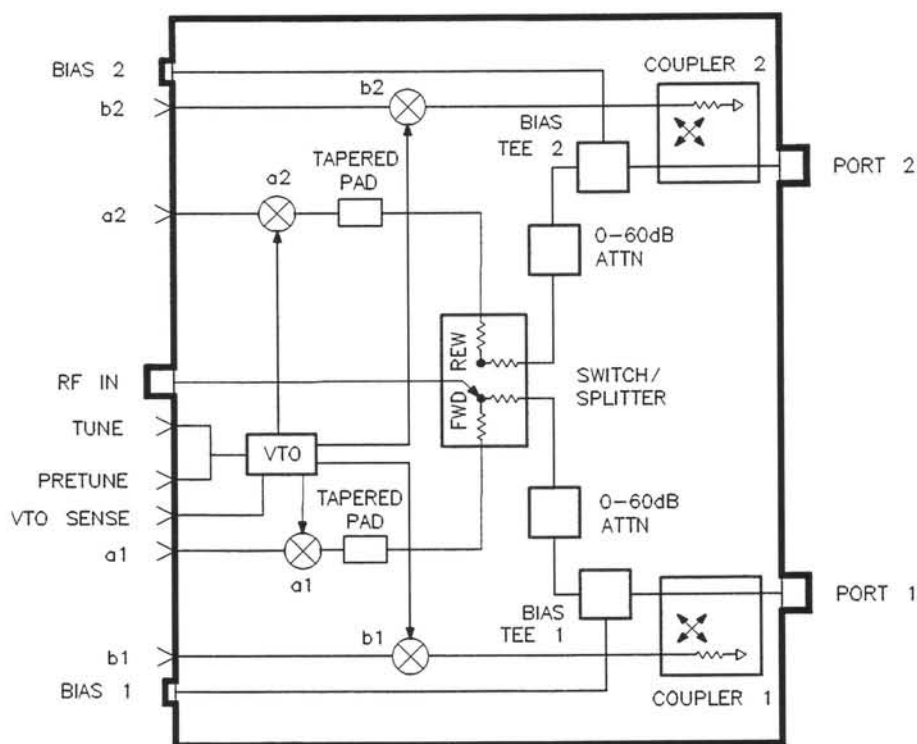 BIAS 2
COUPLER 2
b2
b2
BIAS
TEE 2
TAPERED
PAD
PORT 2
a2
a2
0-60dB
ATTN
REW
RF IN
SWITCH/
SPLITTER
FWD
TUNE
VTO
PRETUNE
TAPERED
PAD
0-60dB
ATTN
VTO SENSE
a1
a1
PORT 1
BIAS
TEE 1
b1
b1
BIAS 1
COUPLER 1